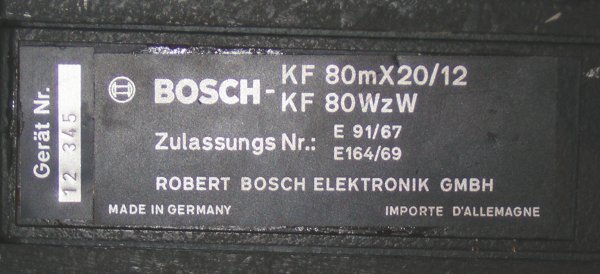 Gerät Nr.
12 345
BOSCH-KF 80mX20/12
KF 80WzW
Zulassungs Nr.: E 91/67
E164/69
ROBERT BOSCH ELEKTRONIK GMBH
MADE IN GERMANY IMPORTE D'ALLEMAGNE